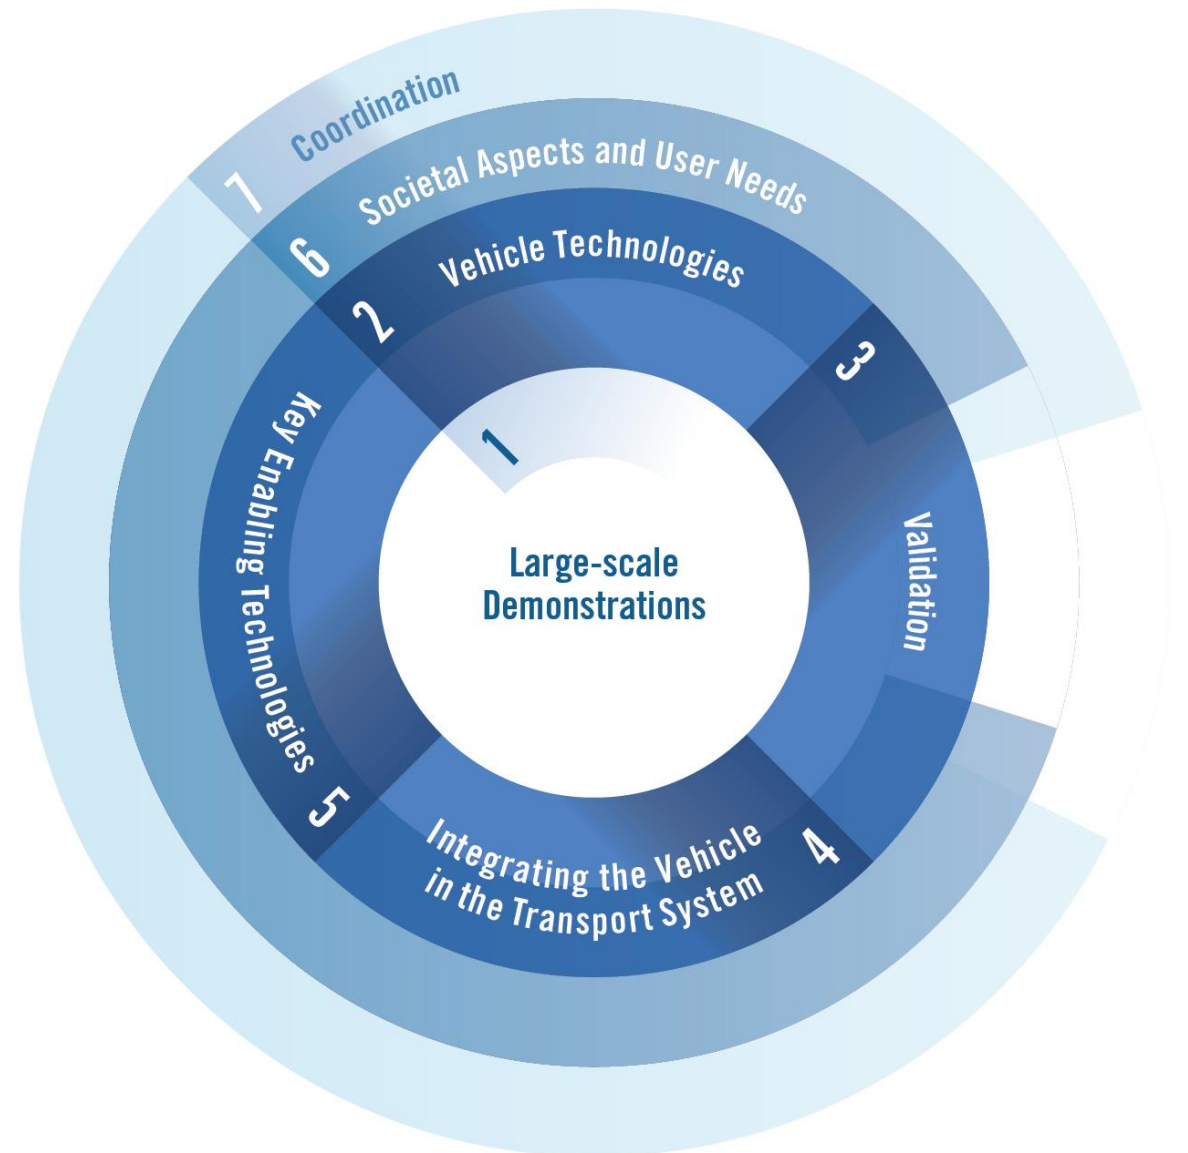 7
Coordination
6
Societal Aspects and User Needs
2
Vehicle Technologies
3
1
Large-scale
Demonstrations
Validation
Key Enabling Technologies
5
4
Integrating the Vehicle
in the Transport System